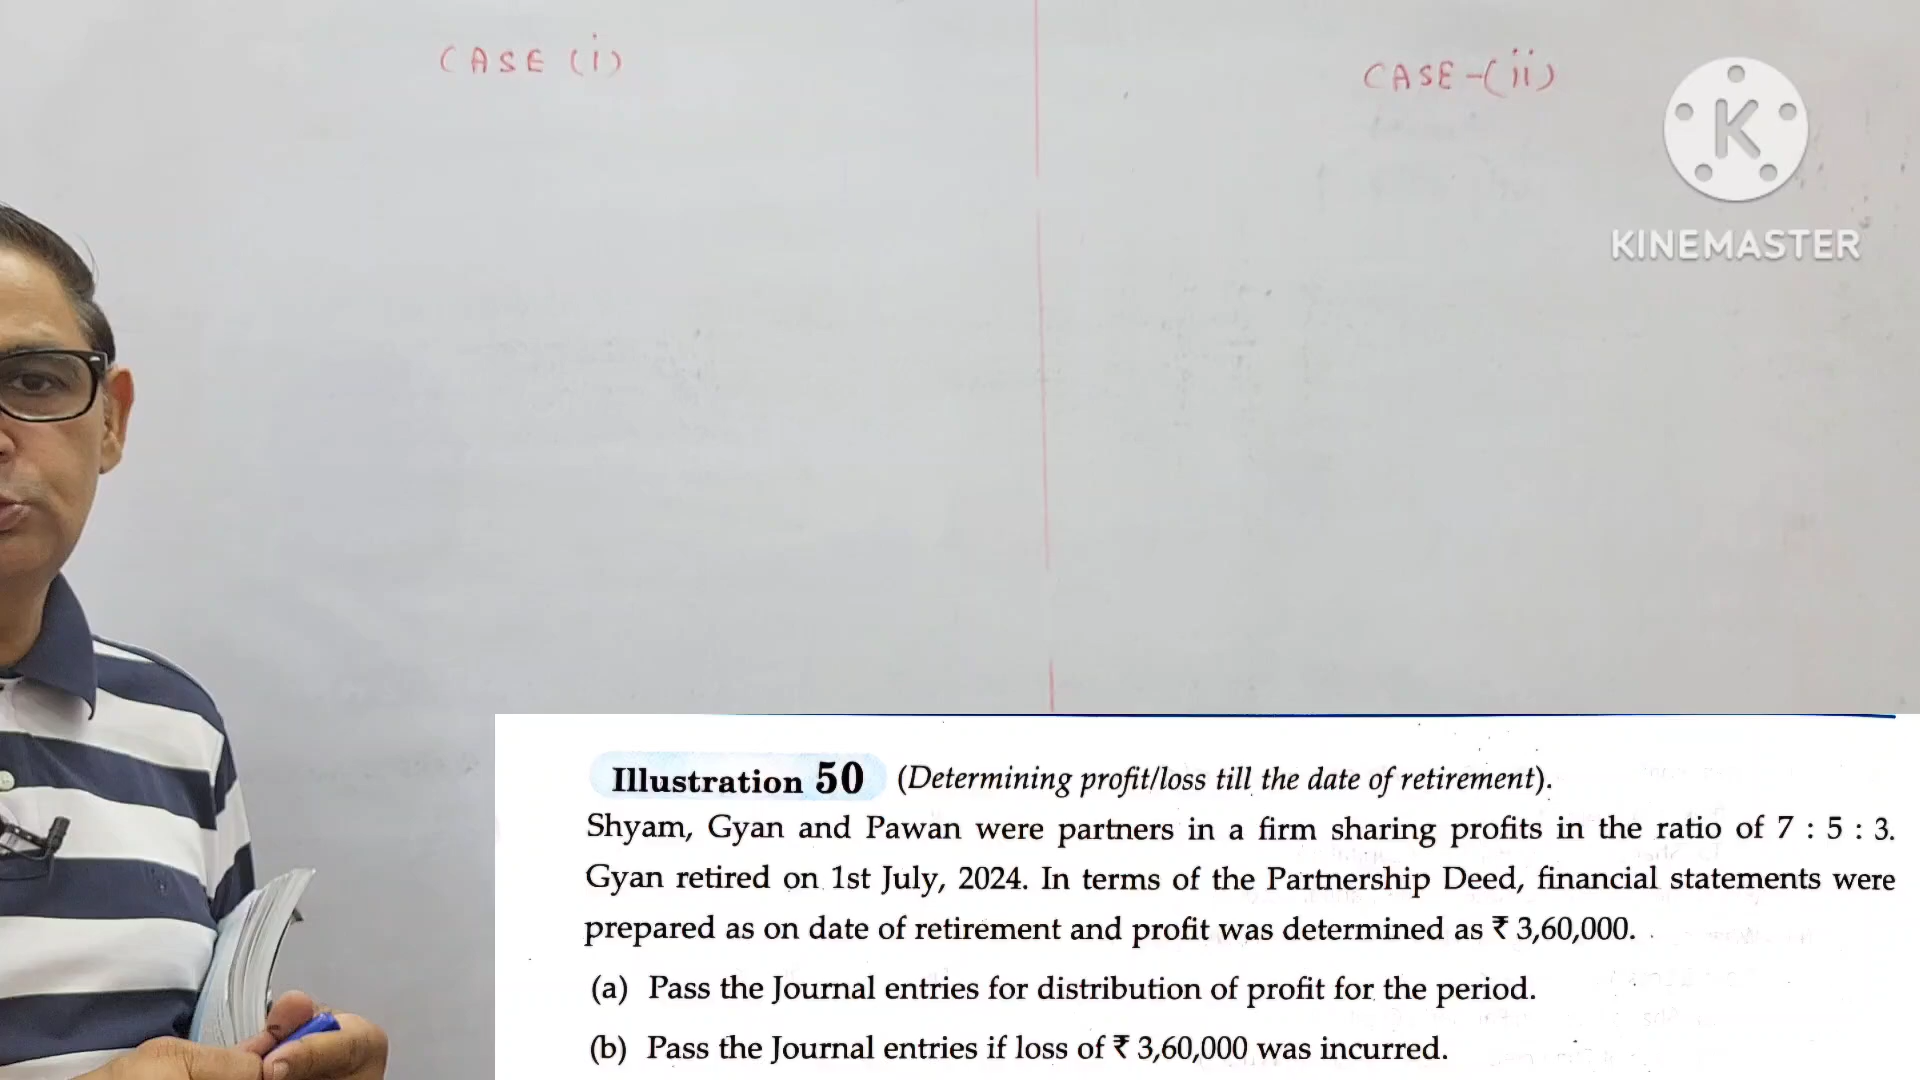 CASE (i)
CASE-(ii)
K
KINEMASTER
Illustration 50 (Determining profit/loss till the date of retirement).
Shyam, Gyan and Pawan were partners in a firm sharing profits in the ratio of 7 : 5 : 3.
Gyan retired on 1st July, 2024. In terms of the Partnership Deed, financial statements were
prepared as on date of retirement and profit was determined as ₹ 3,60,000.
(a) Pass the Journal entries for distribution of profit for the period.
(b) Pass the Journal entries if loss of ₹ 3,60,000 was incurred.